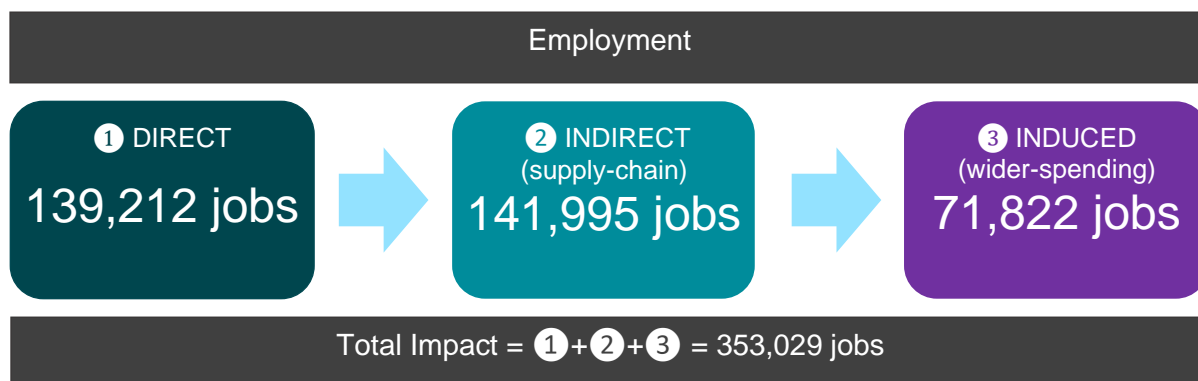 Employment
❶ DIRECT
139,212 jobs
❷ INDIRECT
(supply-chain)
141,995 jobs
❸ INDUCED
(wider-spending)
71,822 jobs
Total Impact = ❶+❷+❸ = 353,029 jobs